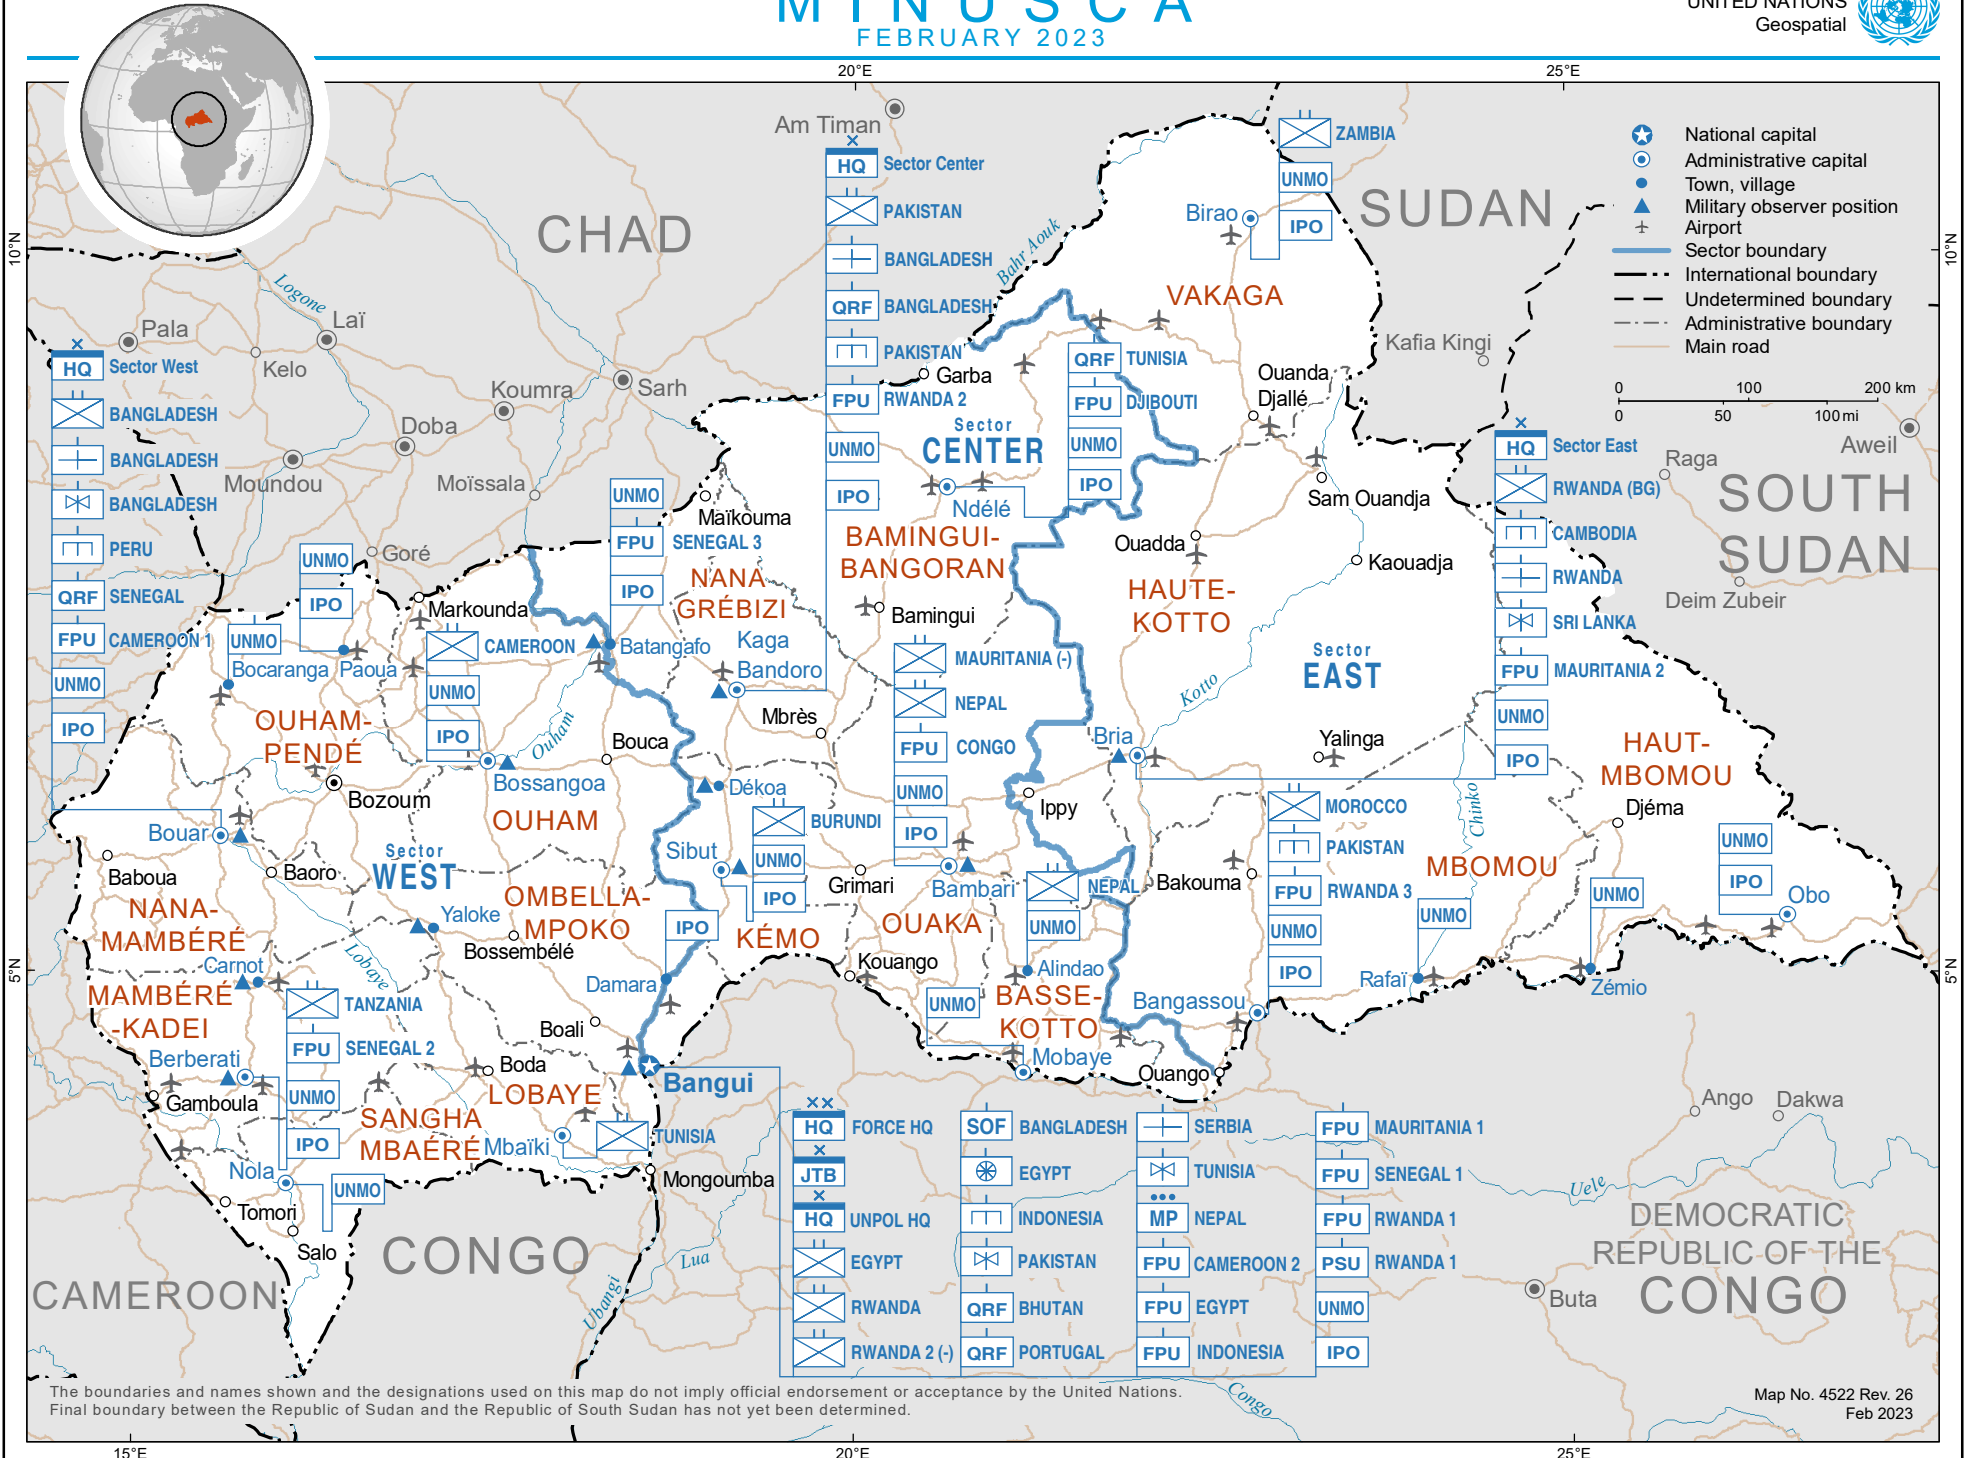 MINUSCA
FEBRUARY 2023
UNITED NATIONS
Geospatial
20°E
25°E
10°N
10°N
5°N
5°N
15°E
20°E
25°E
National capital
Administrative capital
Town, village
Military observer position
Airport
Sector boundary
International boundary
Undetermined boundary
Administrative boundary
Main road
0 100 200 km
0 50 100 mi
CHAD
SUDAN
SOUTH
SUDAN
CAMEROON
CONGO
DEMOCRATIC
REPUBLIC OF THE
CONGO
Am Timan
Pala
Laï
Kelo
Koumra
Sarh
Doba
Moundou
Moïssala
Goré
Kafia Kingi
Raga
Aweil
Deim Zubeir
Ango
Dakwa
Buta
Logone
Bahr Aouk
Ouham
Kotto
Chinko
Lobaye
Ubangi
Lua
Uele
Congo
Sector
WEST
Sector
CENTER
Sector
EAST
VAKAGA
BAMINGUI-
BANGORAN
HAUTE-
KOTTO
NANA
GRÉBIZI
OUHAM-
PENDÉ
OUHAM
HAUT-
MBOMOU
MBOMOU
NANA-
MAMBÉRÉ
OMBELLA-
MPOKO
KÉMO
OUAKA
MAMBÉRÉ
-KADEI
BASSE-
KOTTO
LOBAYE
SANGHA
MBAÉRÉ
Birao
Garba
Ouanda
Djallé
Ndélé
Sam Ouandja
Maïkouma
Ouadda
Kaouadja
Markounda
Bamingui
Batangafo
Kaga
Bandoro
Bocaranga
Paoua
Mbrès
Bouca
Bria
Yalinga
Bossangoa
Bozoum
Dékoa
Ippy
Djéma
Bouar
Baboua
Baoro
Sibut
Grimari
Bambari
Bakouma
Obo
Yaloke
Bossembélé
Kouango
Alindao
Rafaï
Zémio
Carnot
Damara
Bangassou
Boali
Mobaye
Ouango
Berberati
Boda
Bangui
Gamboula
Mbaïki
Mongoumba
Nola
Tomori
Salo
HQ Sector West
BANGLADESH
BANGLADESH
BANGLADESH
PERU
QRF SENEGAL
FPU CAMEROON 1
UNMO
IPO
HQ Sector Center
PAKISTAN
BANGLADESH
QRF BANGLADESH
PAKISTAN
FPU RWANDA 2
UNMO
IPO
ZAMBIA
UNMO
IPO
QRF TUNISIA
FPU DJIBOUTI
UNMO
IPO
HQ Sector East
RWANDA (BG)
CAMBODIA
RWANDA
SRI LANKA
FPU MAURITANIA 2
UNMO
IPO
UNMO
FPU SENEGAL 3
IPO
UNMO
IPO
UNMO
CAMEROON
UNMO
IPO
MAURITANIA (-)
NEPAL
FPU CONGO
UNMO
IPO
BURUNDI
UNMO
IPO
IPO
NEPAL
UNMO
UNMO
MOROCCO
PAKISTAN
FPU RWANDA 3
UNMO
IPO
UNMO
UNMO
UNMO
IPO
TANZANIA
FPU SENEGAL 2
UNMO
IPO
UNMO
TUNISIA
HQ FORCE HQ
JTB
HQ UNPOL HQ
EGYPT
RWANDA
RWANDA 2 (-)
SOF BANGLADESH
EGYPT
INDONESIA
PAKISTAN
QRF BHUTAN
QRF PORTUGAL
SERBIA
TUNISIA
MP NEPAL
FPU CAMEROON 2
FPU EGYPT
FPU INDONESIA
FPU MAURITANIA 1
FPU SENEGAL 1
FPU RWANDA 1
PSU RWANDA 1
UNMO
IPO
The boundaries and names shown and the designations used on this map do not imply official endorsement or acceptance by the United Nations.
Final boundary between the Republic of Sudan and the Republic of South Sudan has not yet been determined.
Map No. 4522 Rev. 26
Feb 2023